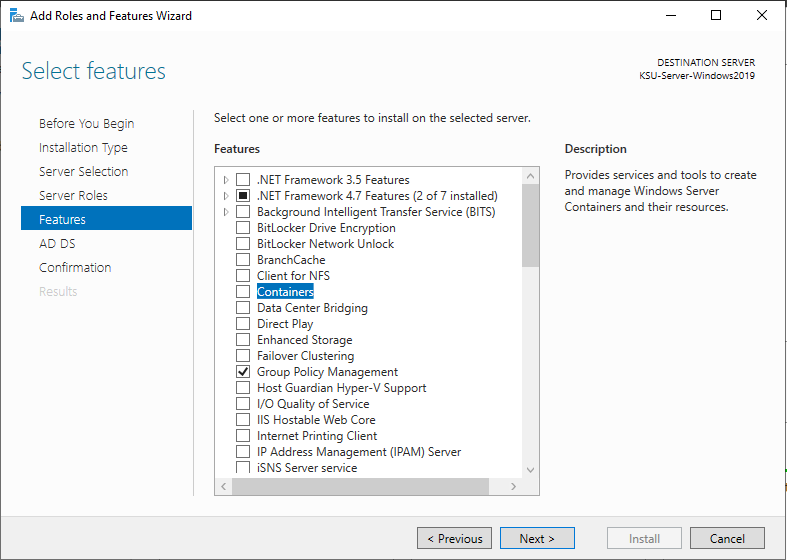 Add Roles and Features Wizard
Select features
DESTINATION SERVER
KSU-Server-Windows2019
Before You Begin
Installation Type
Server Selection
Server Roles
Features
AD DS
Confirmation
Results
Select one or more features to install on the selected server.
Features
.NET Framework 3.5 Features
.NET Framework 4.7 Features (2 of 7 installed)
Background Intelligent Transfer Service (BITS)
BitLocker Drive Encryption
BitLocker Network Unlock
BranchCache
Client for NFS
Containers
Data Center Bridging
Direct Play
Enhanced Storage
Failover Clustering
Group Policy Management
Host Guardian Hyper-V Support
I/O Quality of Service
IIS Hostable Web Core
Internet Printing Client
IP Address Management (IPAM) Server
iSNS Server service
Description
Provides services and tools to create
and manage Windows Server
Containers and their resources.
< Previous
Next >
Install
Cancel